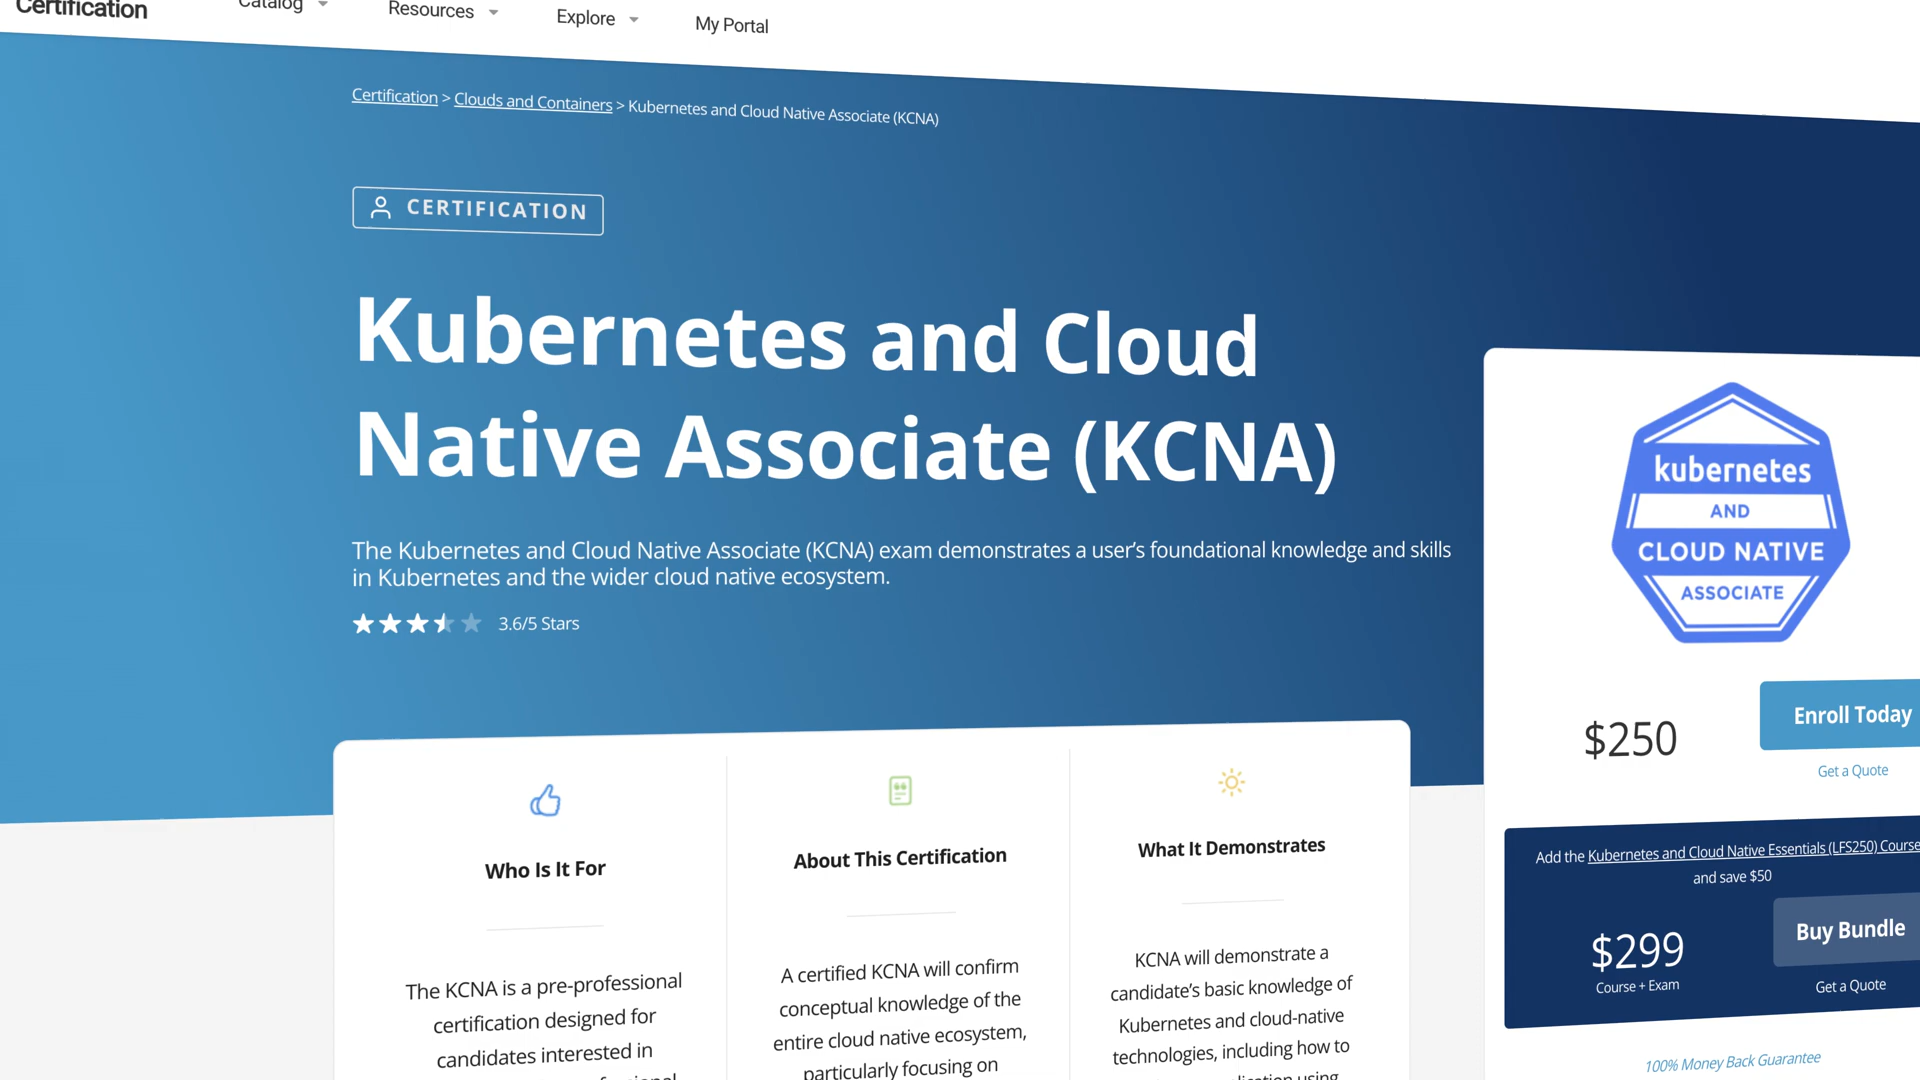 Certification
Catalog
Resources
Explore
My Portal
Certification > Clouds and Containers > Kubernetes and Cloud Native Associate (KCNA)
CERTIFICATION
Kubernetes and Cloud
Native Associate (KCNA)
The Kubernetes and Cloud Native Associate (KCNA) exam demonstrates a user’s foundational knowledge and skills
in Kubernetes and the wider cloud native ecosystem.
3.6/5 Stars
Who Is It For
The KCNA is a pre-professional
certification designed for
candidates interested in
About This Certification
A certified KCNA will confirm
conceptual knowledge of the
entire cloud native ecosystem,
particularly focusing on
What It Demonstrates
KCNA will demonstrate a
candidate’s basic knowledge of
Kubernetes and cloud-native
technologies, including how to
using
kubernetes
AND
CLOUD NATIVE
ASSOCIATE
$250
Enroll Today
Get a Quote
Add the Kubernetes and Cloud Native Essentials (LFS250) Course
and save $50
$299
Course + Exam
Buy Bundle
Get a Quote
100% Money Back Guarantee